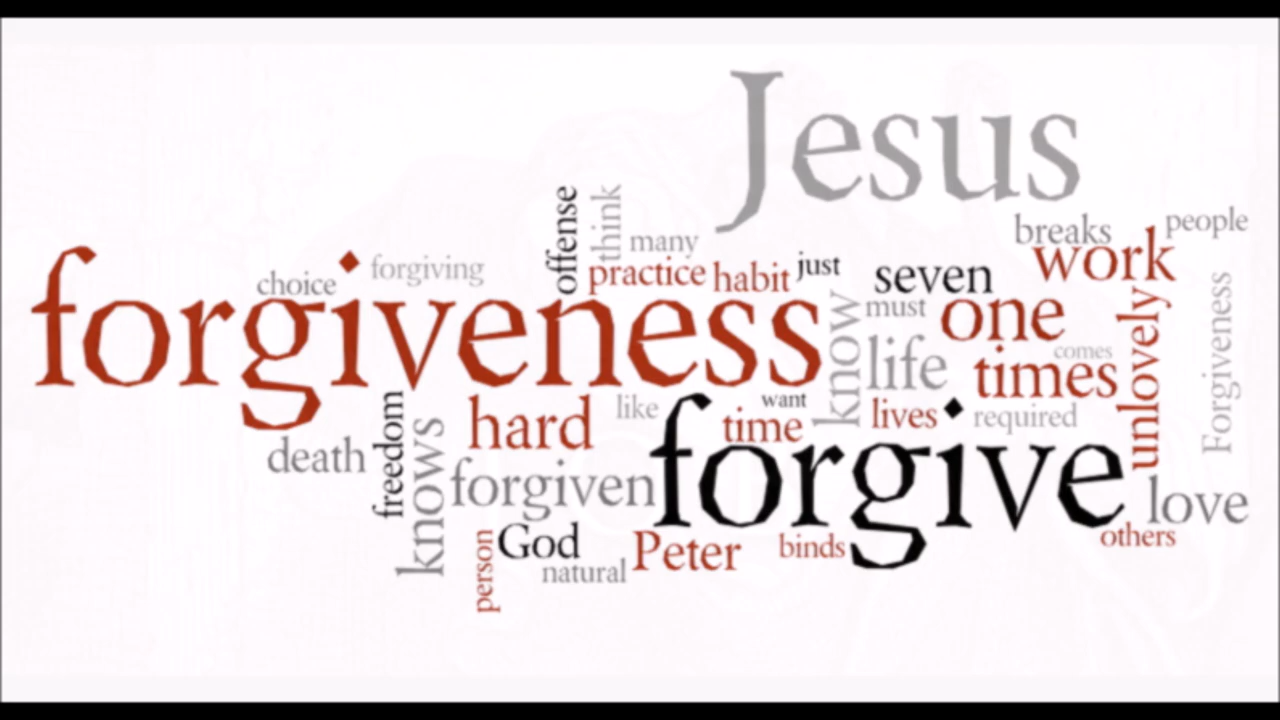 Jesus
offense
think
many
breaks
people
choice
forgiving
practice
habit
just
seven
work
forgiveness
know
must
one
life
comes
times
unlovely
Forgiveness
death
freedom
knows
hard
like
time
want
lives
required
forgiven
forgive
love
person
God
natural
Peter
binds
others